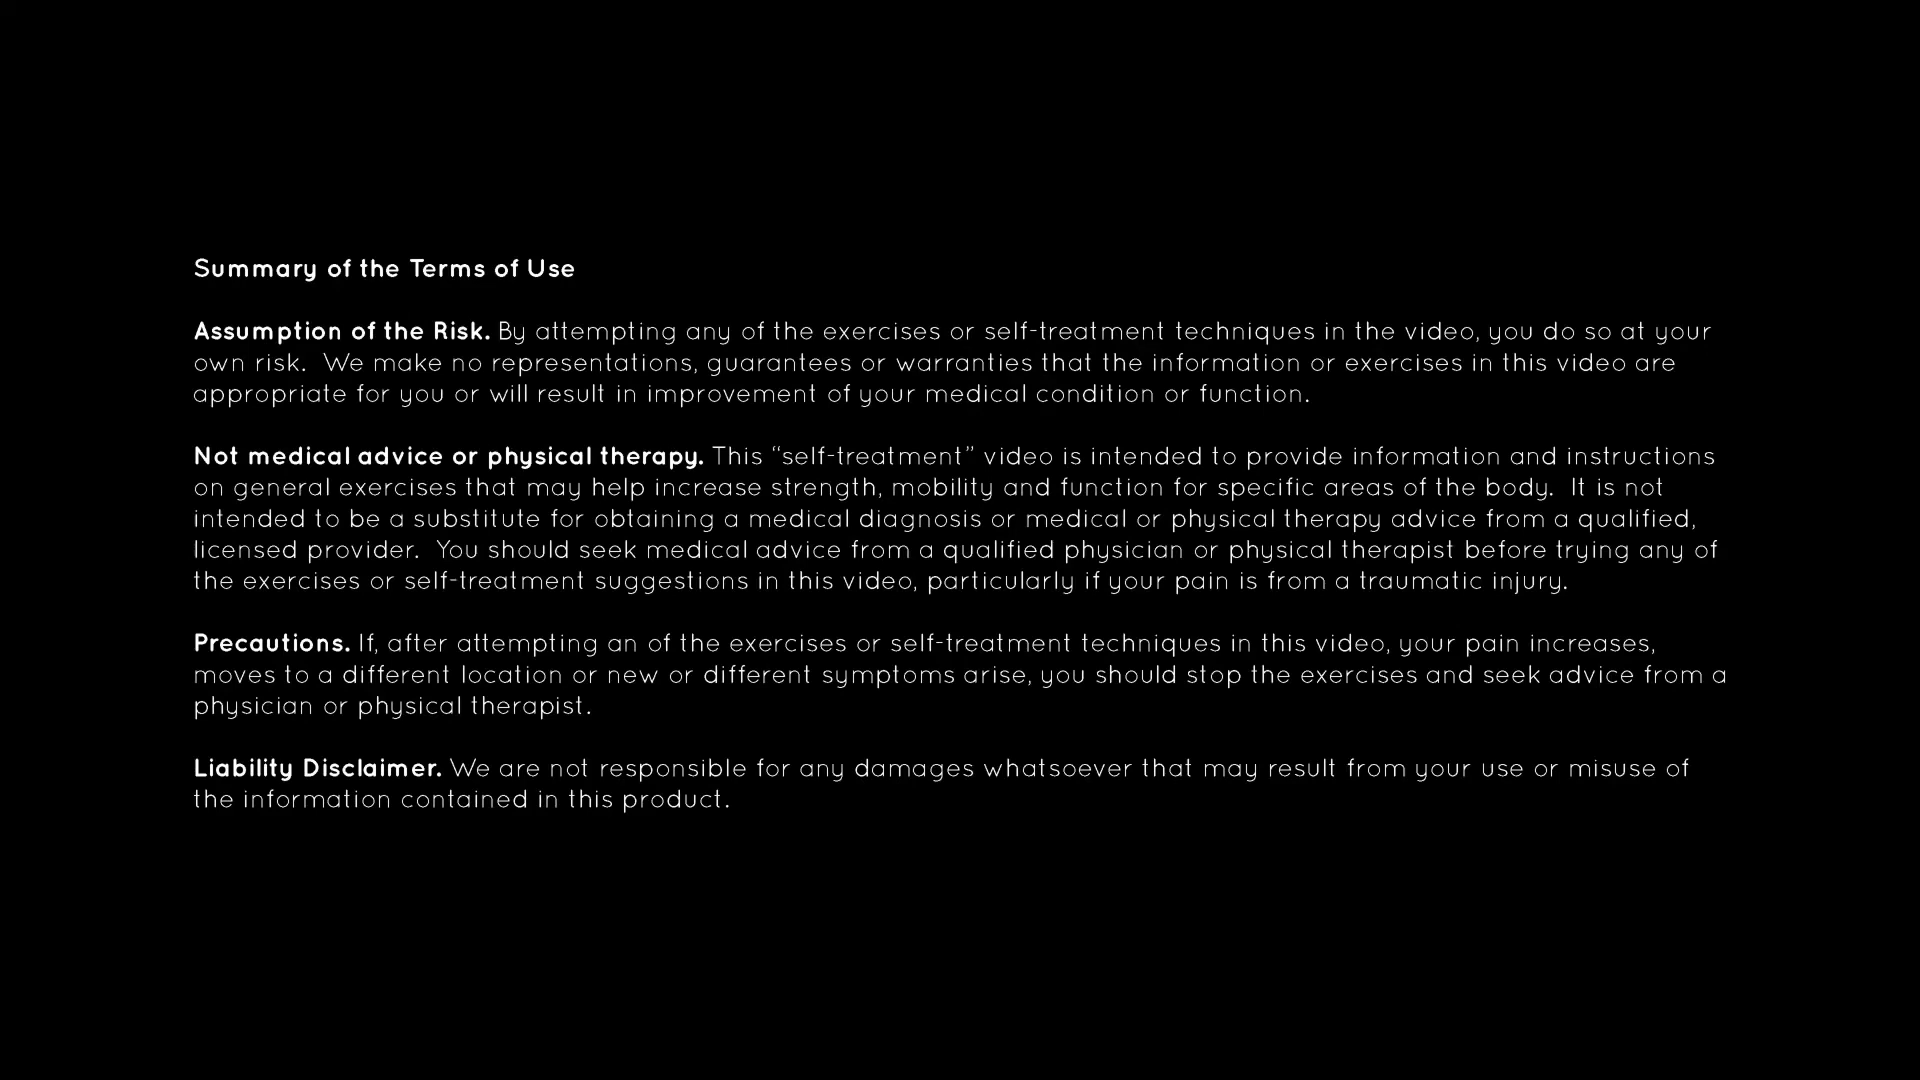 Summary of the Terms of Use
Assumption of the Risk. By attempting any of the exercises or self-treatment techniques in the video, you do so at your
own risk.  We make no representations, guarantees or warranties that the information or exercises in this video are
appropriate for you or will result in improvement of your medical condition or function.
Not medical advice or physical therapy. This “self-treatment” video is intended to provide information and instructions
on general exercises that may help increase strength, mobility and function for specific areas of the body.  It is not
intended to be a substitute for obtaining a medical diagnosis or medical or physical therapy advice from a qualified,
licensed provider.  You should seek medical advice from a qualified physician or physical therapist before trying any of
the exercises or self-treatment suggestions in this video, particularly if your pain is from a traumatic injury.
Precautions. If, after attempting an of the exercises or self-treatment techniques in this video, your pain increases,
moves to a different location or new or different symptoms arise, you should stop the exercises and seek advice from a
physician or physical therapist.
Liability Disclaimer. We are not responsible for any damages whatsoever that may result from your use or misuse of
the information contained in this product.